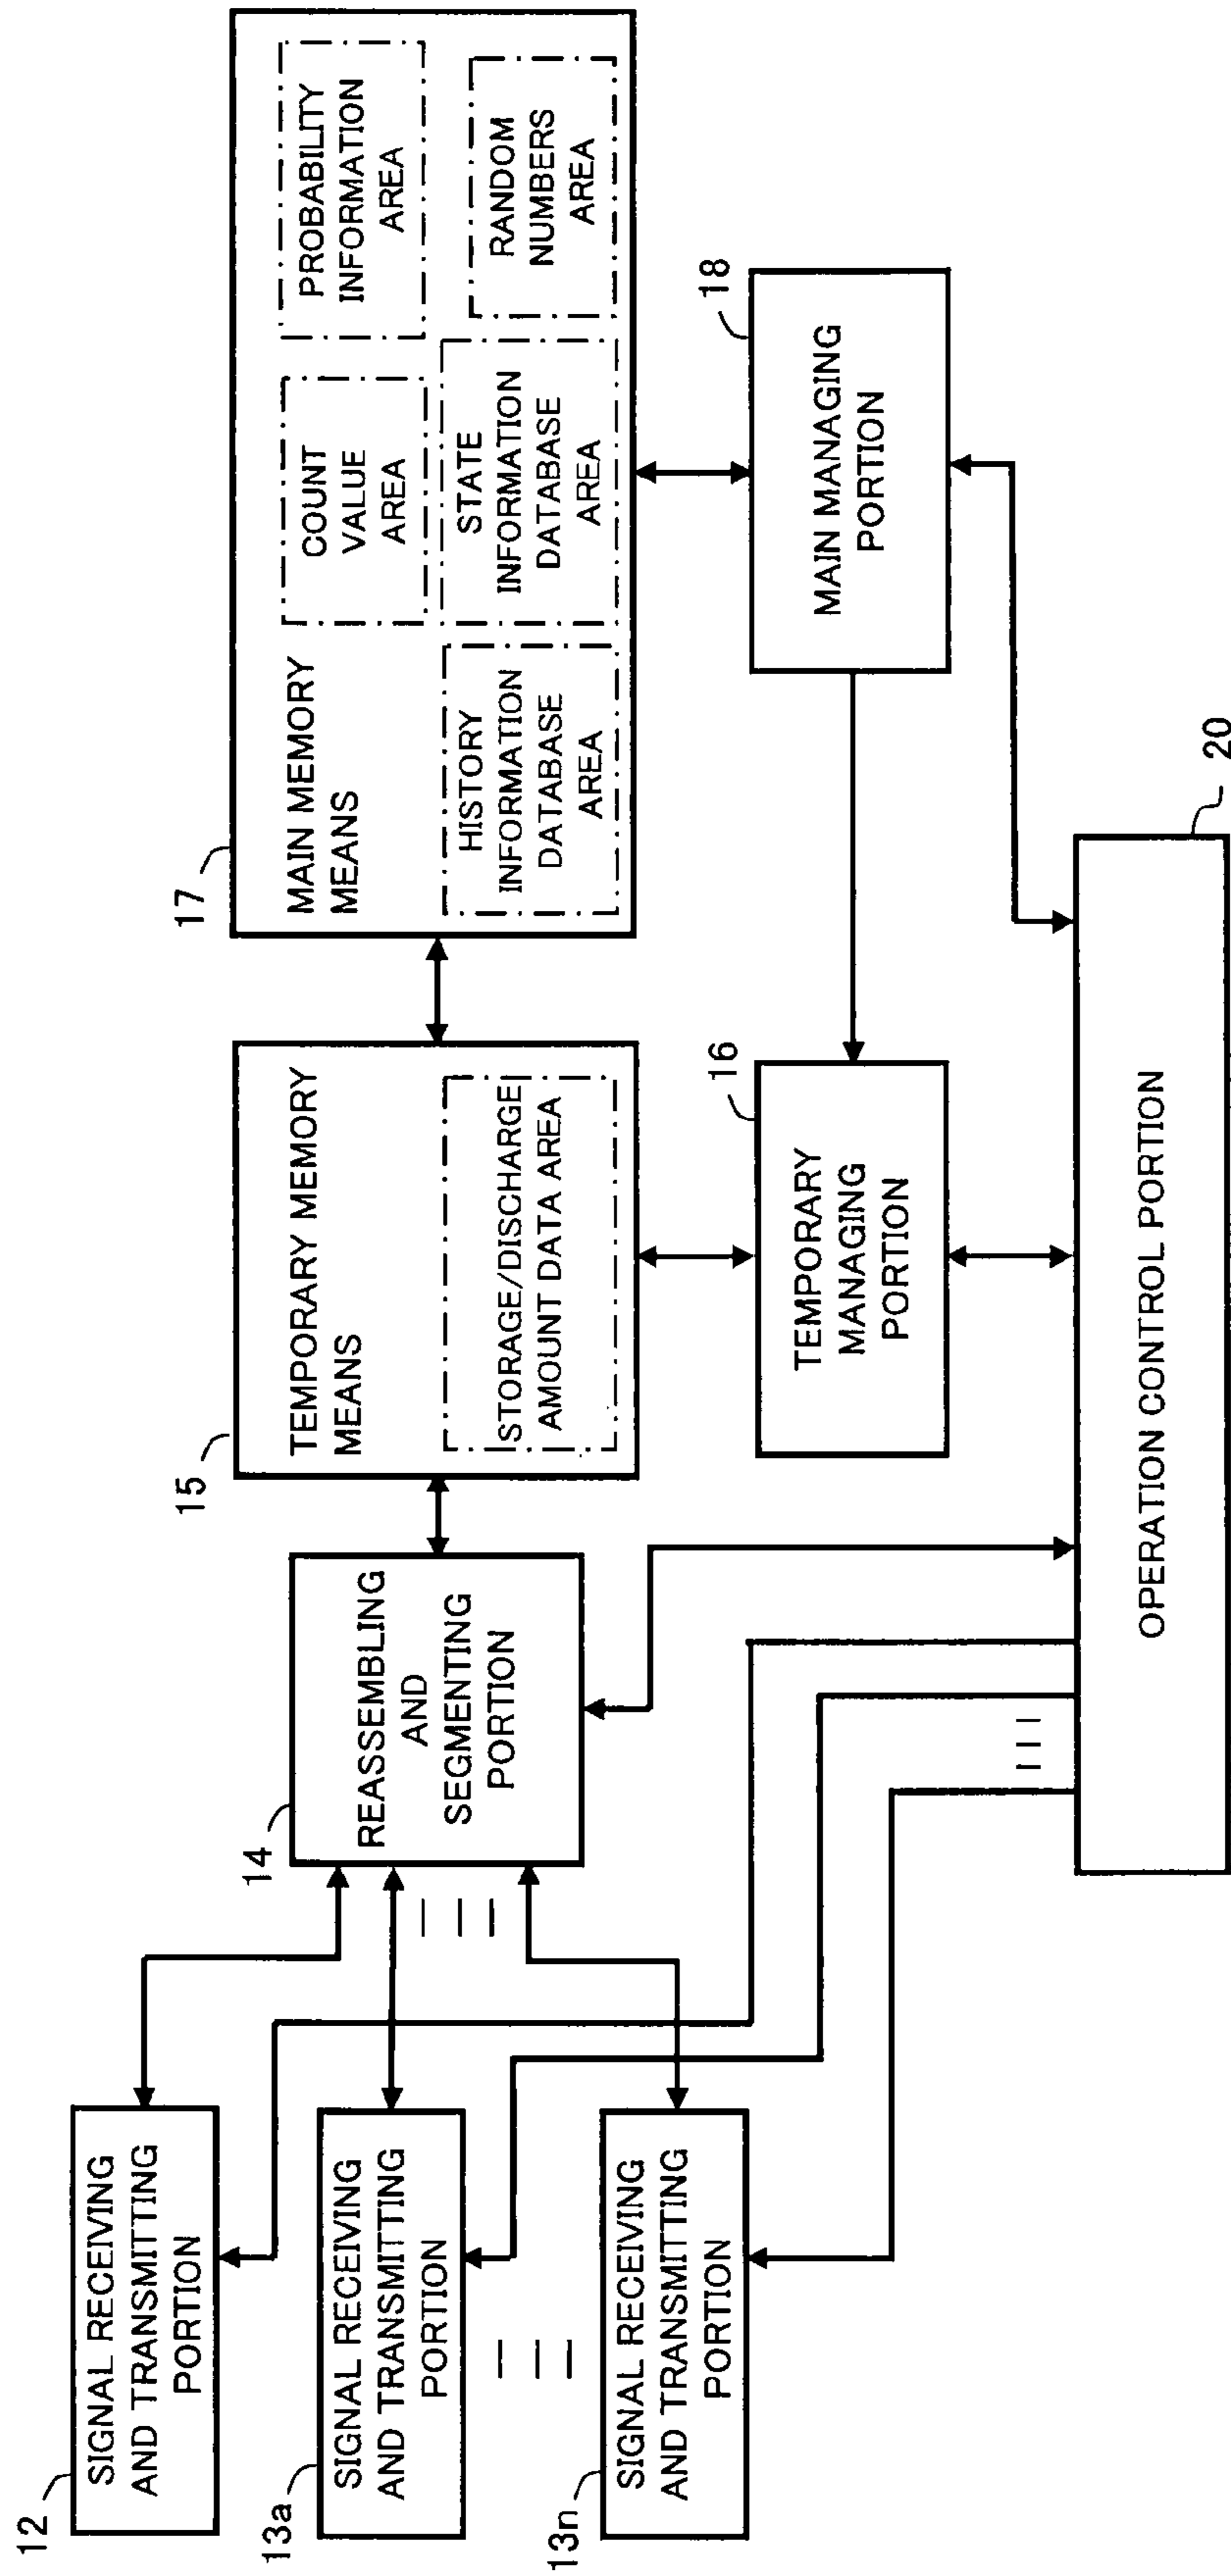 12
SIGNAL RECEIVING
AND TRANSMITTING
PORTION
13a
SIGNAL RECEIVING
AND TRANSMITTING
PORTION
13n
SIGNAL RECEIVING
AND TRANSMITTING
PORTION
14
REASSEMBLING
AND
SEGMENTING
PORTION
15
TEMPORARY MEMORY
MEANS
STORAGE/DISCHARGE
AMOUNT DATA AREA
16
TEMPORARY
MANAGING
PORTION
17
MAIN MEMORY
MEANS
HISTORY
INFORMATION
DATABASE
AREA
COUNT
VALUE
AREA
STATE
INFORMATION
DATABASE
AREA
PROBABILITY
INFORMATION
AREA
RANDOM
NUMBERS
AREA
18
MAIN MANAGING
PORTION
20
OPERATION CONTROL PORTION